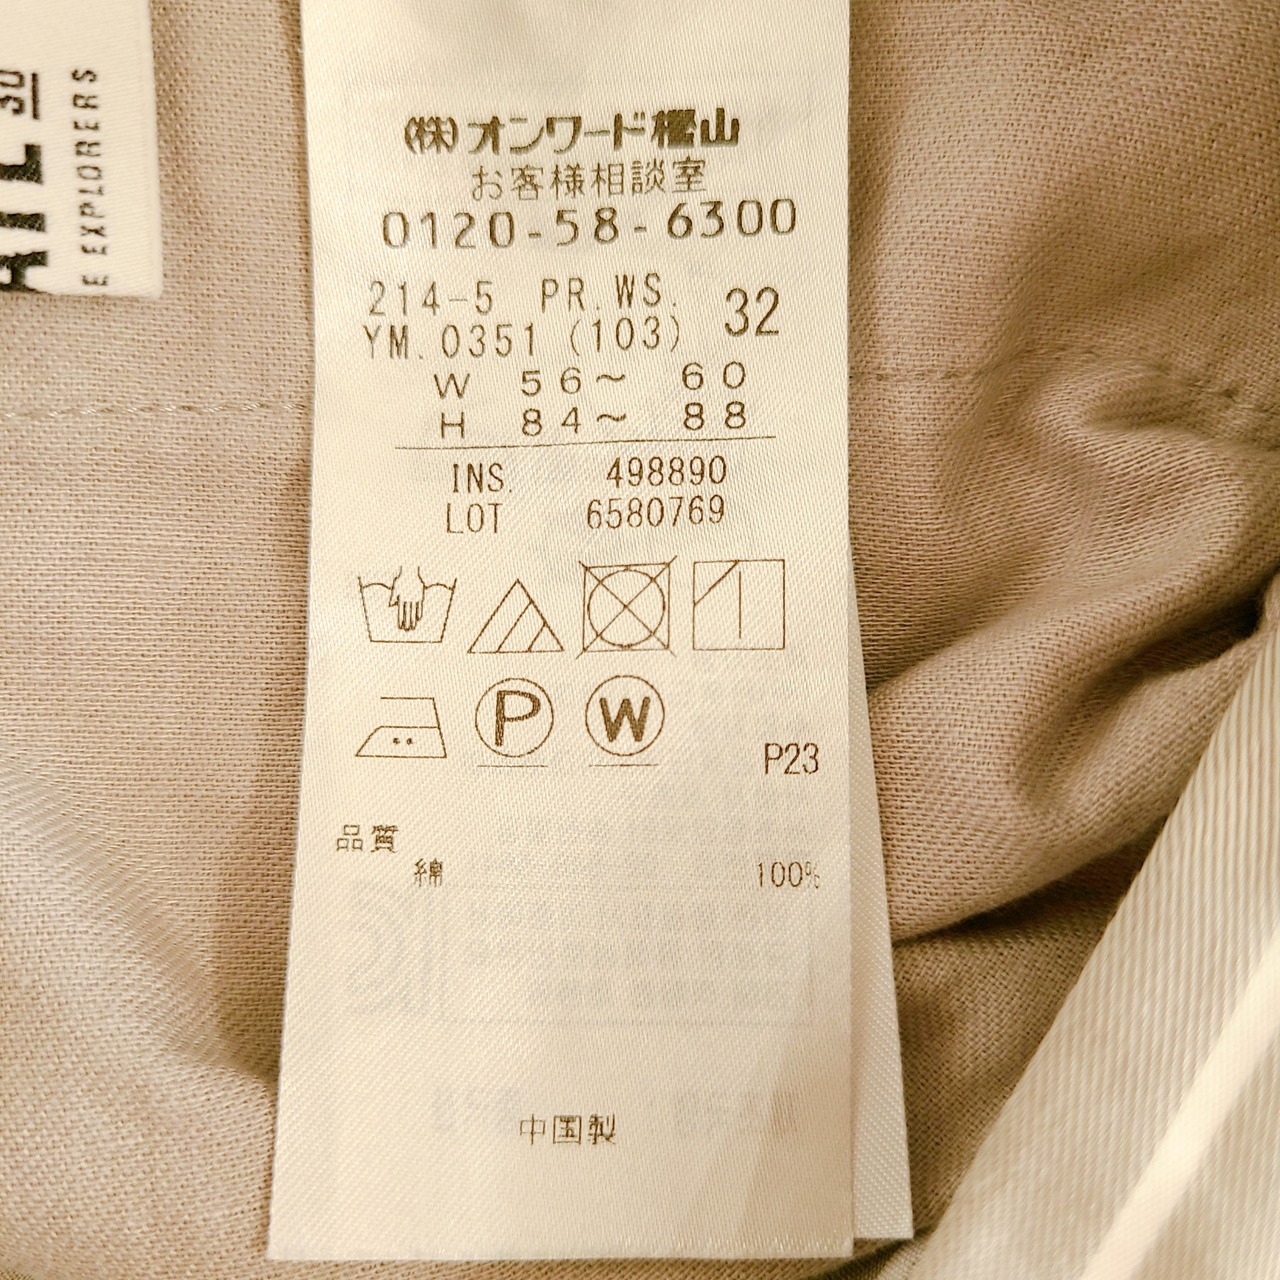 30
E EXPLORERS
(株)オンワード樫山
お客様相談室
0120-58-6300
214-5 PR.WS. 32
YM.0351 (103)
W 56~ 60
H 84~ 88
INS. 498890
LOT 6580769
P
W
P23
品質
綿 100%
中国製